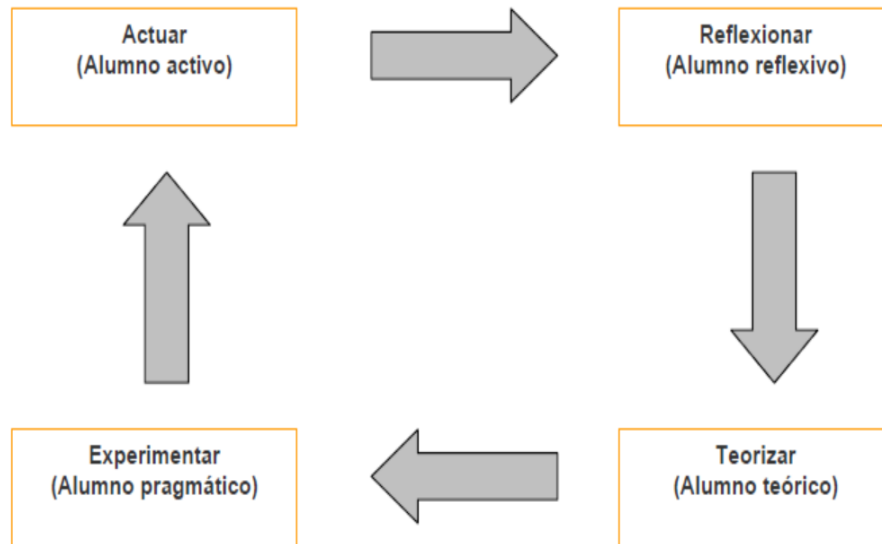 Actuar
(Alumno activo)
Reflexionar
(Alumno reflexivo)
Experimentar
(Alumno pragmático)
Teorizar
(Alumno teórico)